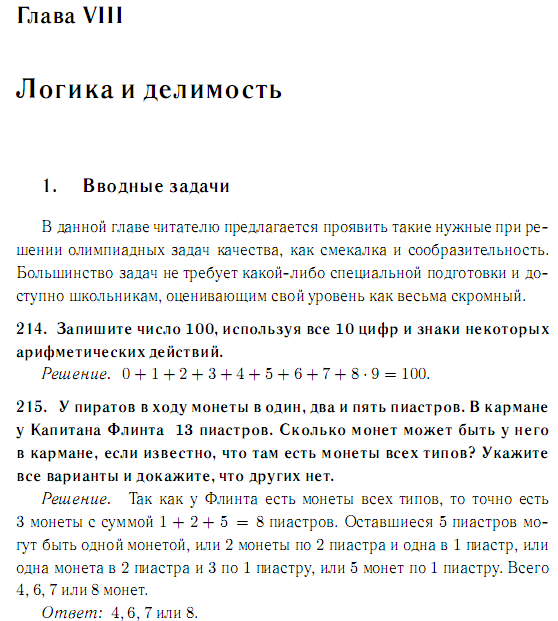 Глава VIII
Логика и делимость
1. Вводные задачи
В данной главе читателю предлагается проявить такие нужные при ре-
шении олимпиадных задач качества, как смекалка и сообразительность.
Большинство задач не требует какой-либо специальной подготовки и до-
ступно школьникам, оценивающим свой уровень как весьма скромный.
214. Запишите число 100, используя все 10 цифр и знаки некоторых
арифметических действий.
Решение. 0 + 1 + 2 + 3 + 4 + 5 + 6 + 7 + 8 · 9 = 100.
215. У пиратов в ходу монеты в один, два и пять пиастров. В кармане
у Капитана Флинта 13 пиастров. Сколько монет может быть у него
в кармане, если известно, что там есть монеты всех типов? Укажите
все варианты и докажите, что других нет.
Решение. Так как у Флинта есть монеты всех типов, то точно есть
3 монеты с суммой 1 + 2 + 5 = 8 пиастров. Оставшиеся 5 пиастров мо-
гут быть одной монетой, или 2 монеты по 2 пиастра и одна в 1 пиастр, или
одна монета в 2 пиастра и 3 по 1 пиастру, или 5 монет по 1 пиастру. Всего
4, 6, 7 или 8 монет.
Ответ: 4, 6, 7 или 8.